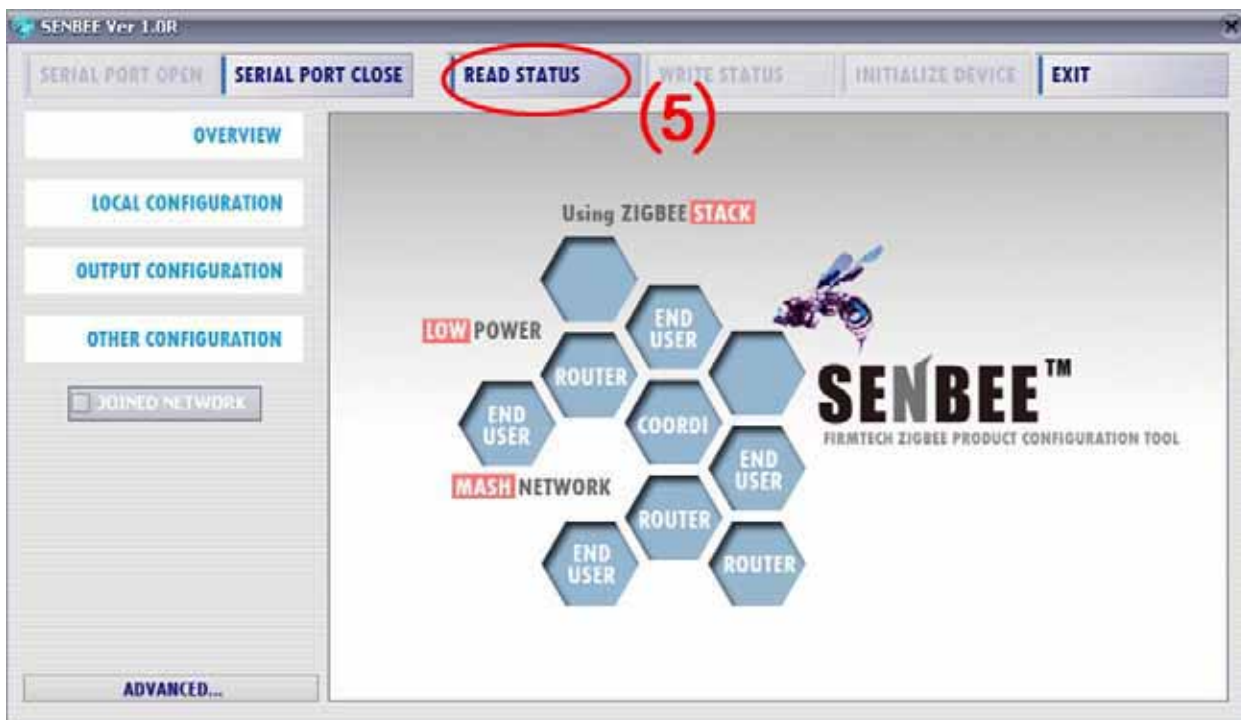 SENBEE Ver 1.0R
SERIAL PORT OPEN SERIAL PORT CLOSE READ STATUS WRITE STATUS INITIALIZE DEVICE EXIT
(5)
OVERVIEW
LOCAL CONFIGURATION
OUTPUT CONFIGURATION
OTHER CONFIGURATION
JOINED NETWORK
ADVANCED...
Using ZIGBEE STACK
LOW POWER
END
USER
ROUTER
END
USER
COORDI
END
USER
MASH NETWORK
ROUTER
END
USER
ROUTER
SENBEE™
FIRMTECH ZIGBEE PRODUCT CONFIGURATION TOOL